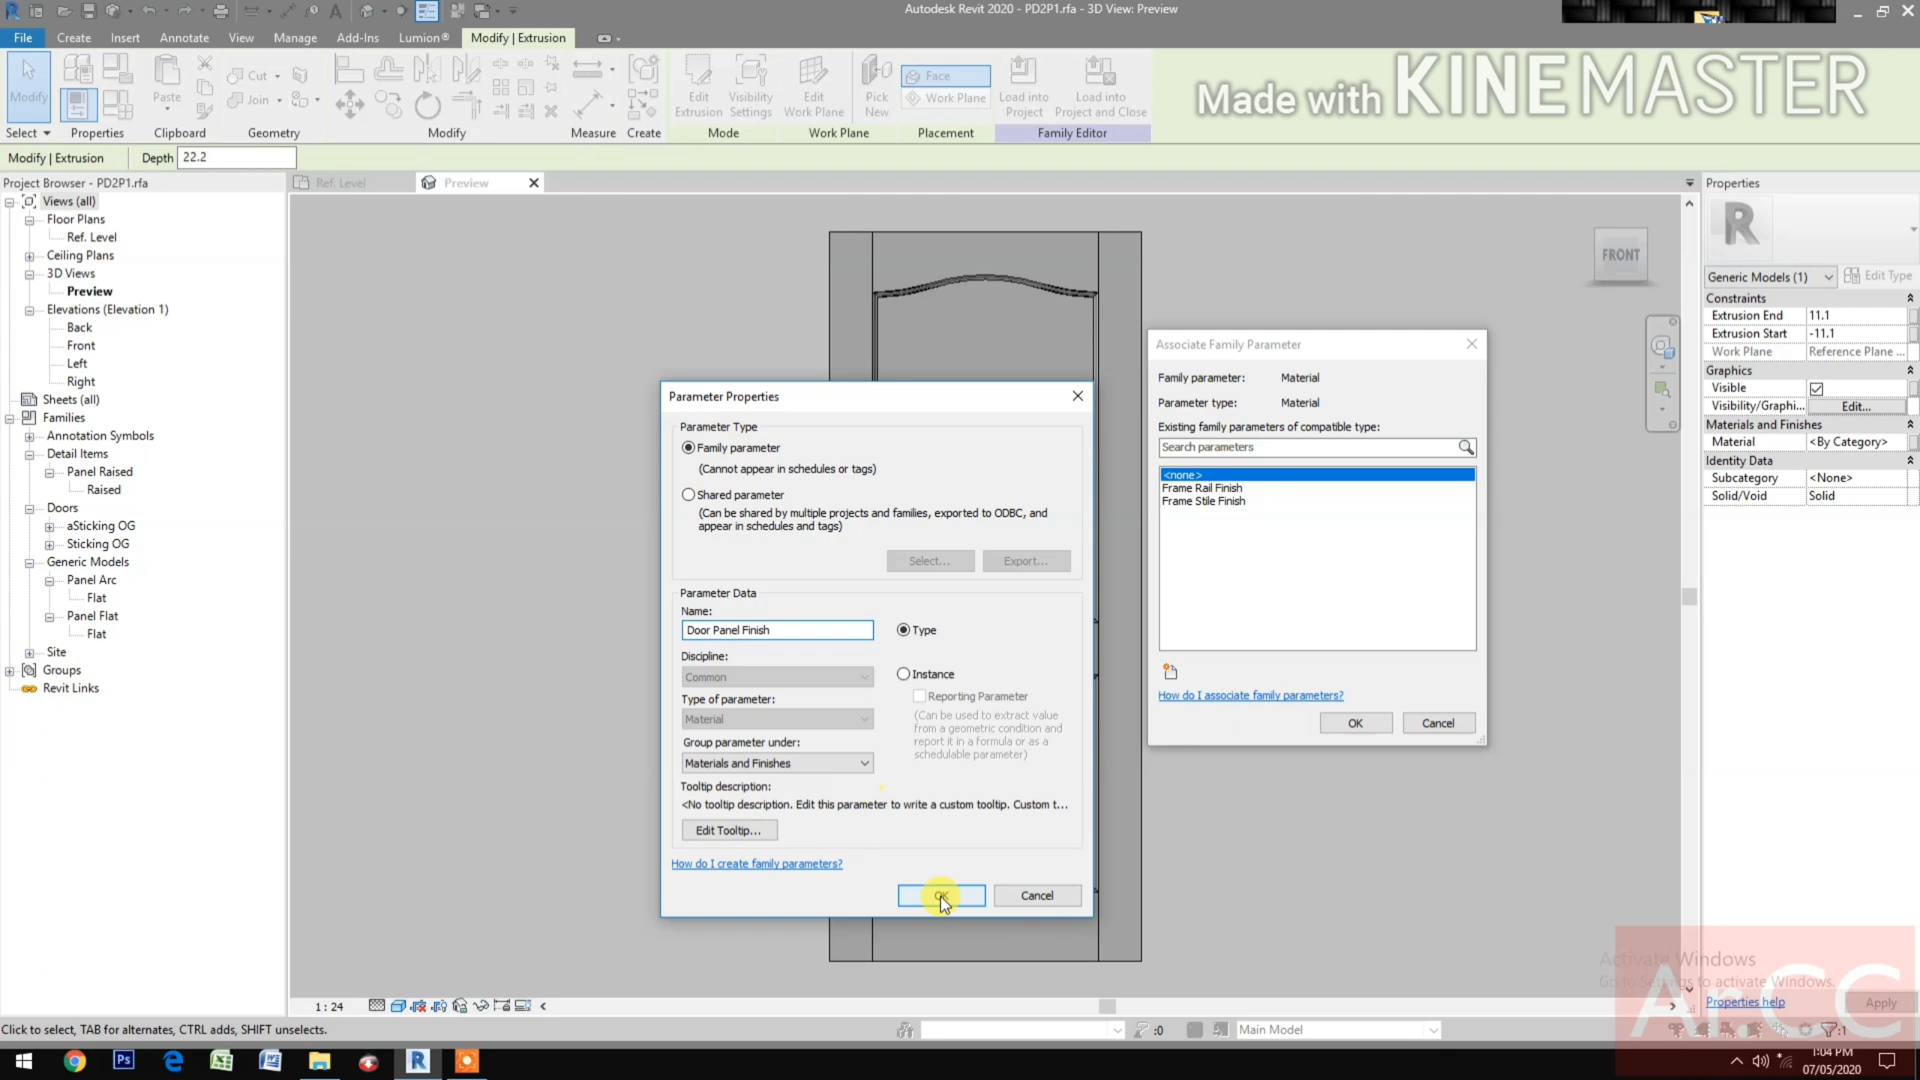 Autodesk Revit 2020 - PD2P1.rfa - 3D View: Preview
File Create Insert Annotate View Manage Add-Ins Lumion® Modify | Extrusion
Made with KINEMASTER
Modify
Paste
Cut
Join
Edit Extrusion
Visibility Settings
Edit Work Plane
Pick New
Face
Work Plane
Load into Project
Load into Project and Close
Select Properties Clipboard Geometry Modify Measure Create Mode Work Plane Placement Family Editor
Modify | Extrusion Depth 22.2
Project Browser - PD2P1.rfa
Views (all)
Floor Plans
Ref. Level
Ceiling Plans
3D Views
Preview
Elevations (Elevation 1)
Back
Front
Left
Right
Sheets (all)
Families
Annotation Symbols
Detail Items
Panel Raised
Raised
Doors
aSticking OG
Sticking OG
Generic Models
Panel Arc
Flat
Panel Flat
Flat
Site
Groups
Revit Links
Ref. Level
Preview
FRONT
Parameter Properties
Parameter Type
Family parameter
(Cannot appear in schedules or tags)
Shared parameter
(Can be shared by multiple projects and families, exported to ODBC, and
appear in schedules and tags)
Select... Export...
Parameter Data
Name:
Door Panel Finish
Type
Discipline:
Common
Instance
Reporting Parameter
(Can be used to extract value
from a geometric condition and
report it in a formula or as a
schedulable parameter)
Type of parameter:
Material
Group parameter under:
Materials and Finishes
Tooltip description:
<No tooltip description. Edit this parameter to write a custom tooltip. Custom t...
Edit Tooltip...
How do I create family parameters?
OK Cancel
Associate Family Parameter
Family parameter: Material
Parameter type: Material
Existing family parameters of compatible type:
Search parameters
<none>
Frame Rail Finish
Frame Stile Finish
How do I associate family parameters?
OK Cancel
Properties
R
Generic Models (1) Edit Type
Constraints
Extrusion End 11.1
Extrusion Start -11.1
Work Plane Reference Plane ...
Graphics
Visible
Visibility/Graphi... Edit...
Materials and Finishes
Material <By Category>
Identity Data
Subcategory <None>
Solid/Void Solid
Activate Windows
Go to Settings to activate Windows.
Properties help Apply
ArCC
1 : 24
Click to select, TAB for alternates, CTRL adds, SHIFT unselects.
:0
Main Model
:1
1:04 PM
07/05/2020